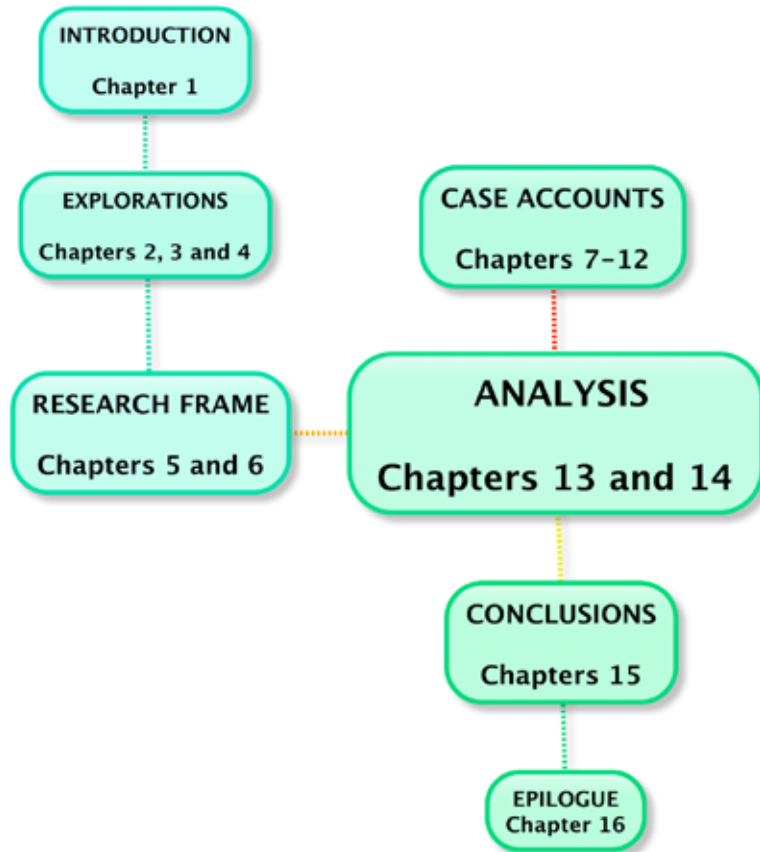 INTRODUCTION
Chapter 1
EXPLORATIONS
Chapters 2, 3 and 4
RESEARCH FRAME
Chapters 5 and 6
CASE ACCOUNTS
Chapters 7-12
ANALYSIS
Chapters 13 and 14
CONCLUSIONS
Chapters 15
EPILOGUE
Chapter 16